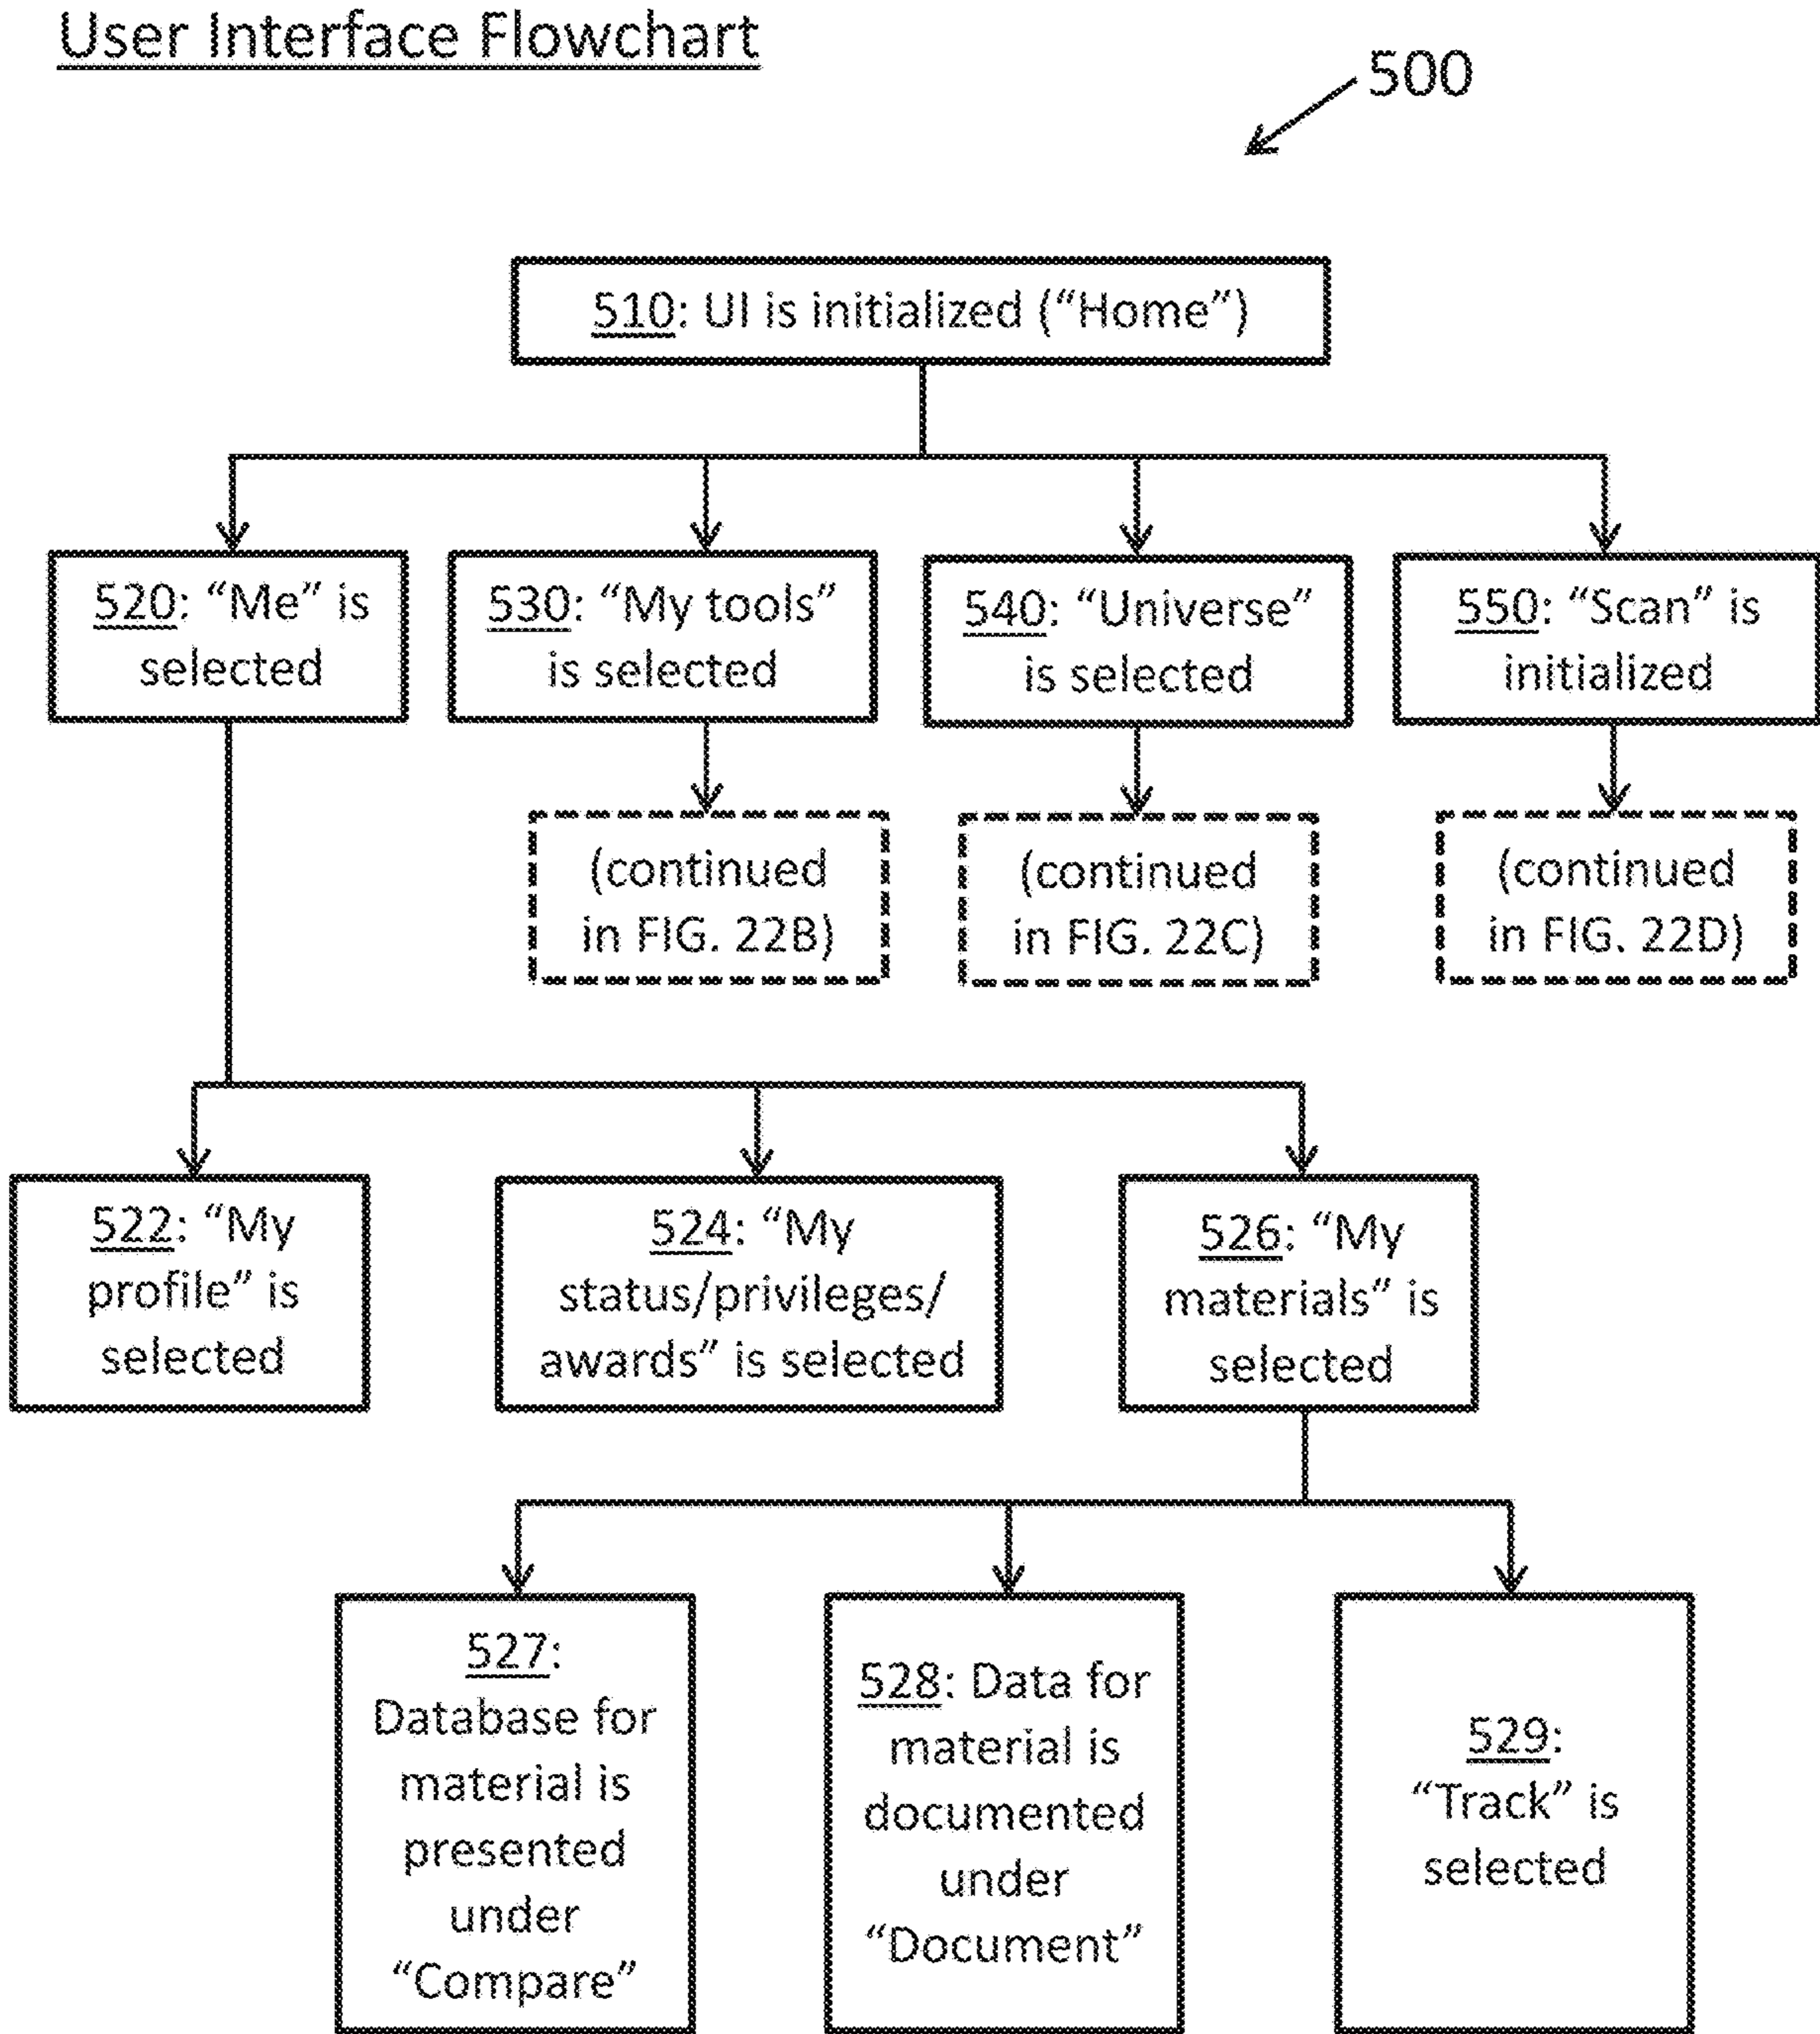 User Interface Flowchart
500
510: UI is initialized (“Home”)
520: “Me” is
selected
530: “My tools”
is selected
540: “Universe”
is selected
550: “Scan” is
initialized
(continued
in FIG. 22B)
(continued
in FIG. 22C)
(continued
in FIG. 22D)
522: “My
profile” is
selected
524: “My
status/privileges/
awards” is selected
526: “My
materials” is
selected
527:
Database for
material is
presented
under
“Compare”
528: Data for
material is
documented
under
“Document”
529:
“Track” is
selected